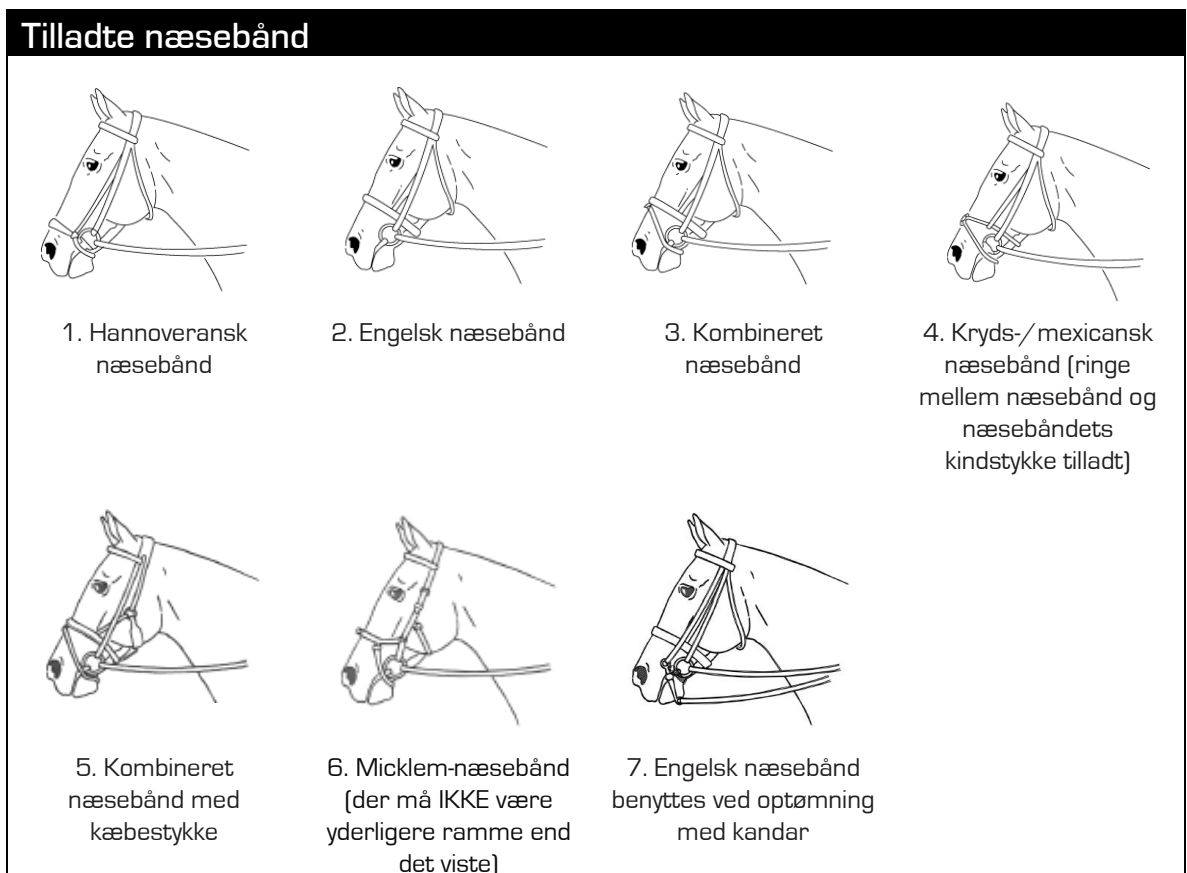 Tilladte næsebånd
1. Hannoveransk
næsebånd
2. Engelsk næsebånd
3. Kombineret
næsebånd
4. Kryds-/mexicansk
næsebånd (ringe
mellem næsebånd og
næsebåndets
kindstykke tilladt)
5. Kombineret
næsebånd med
kæbestykke
6. Micklem-næsebånd
(der må IKKE være
yderligere ramme end
det viste)
7. Engelsk næsebånd
benyttes ved optømning
med kandar